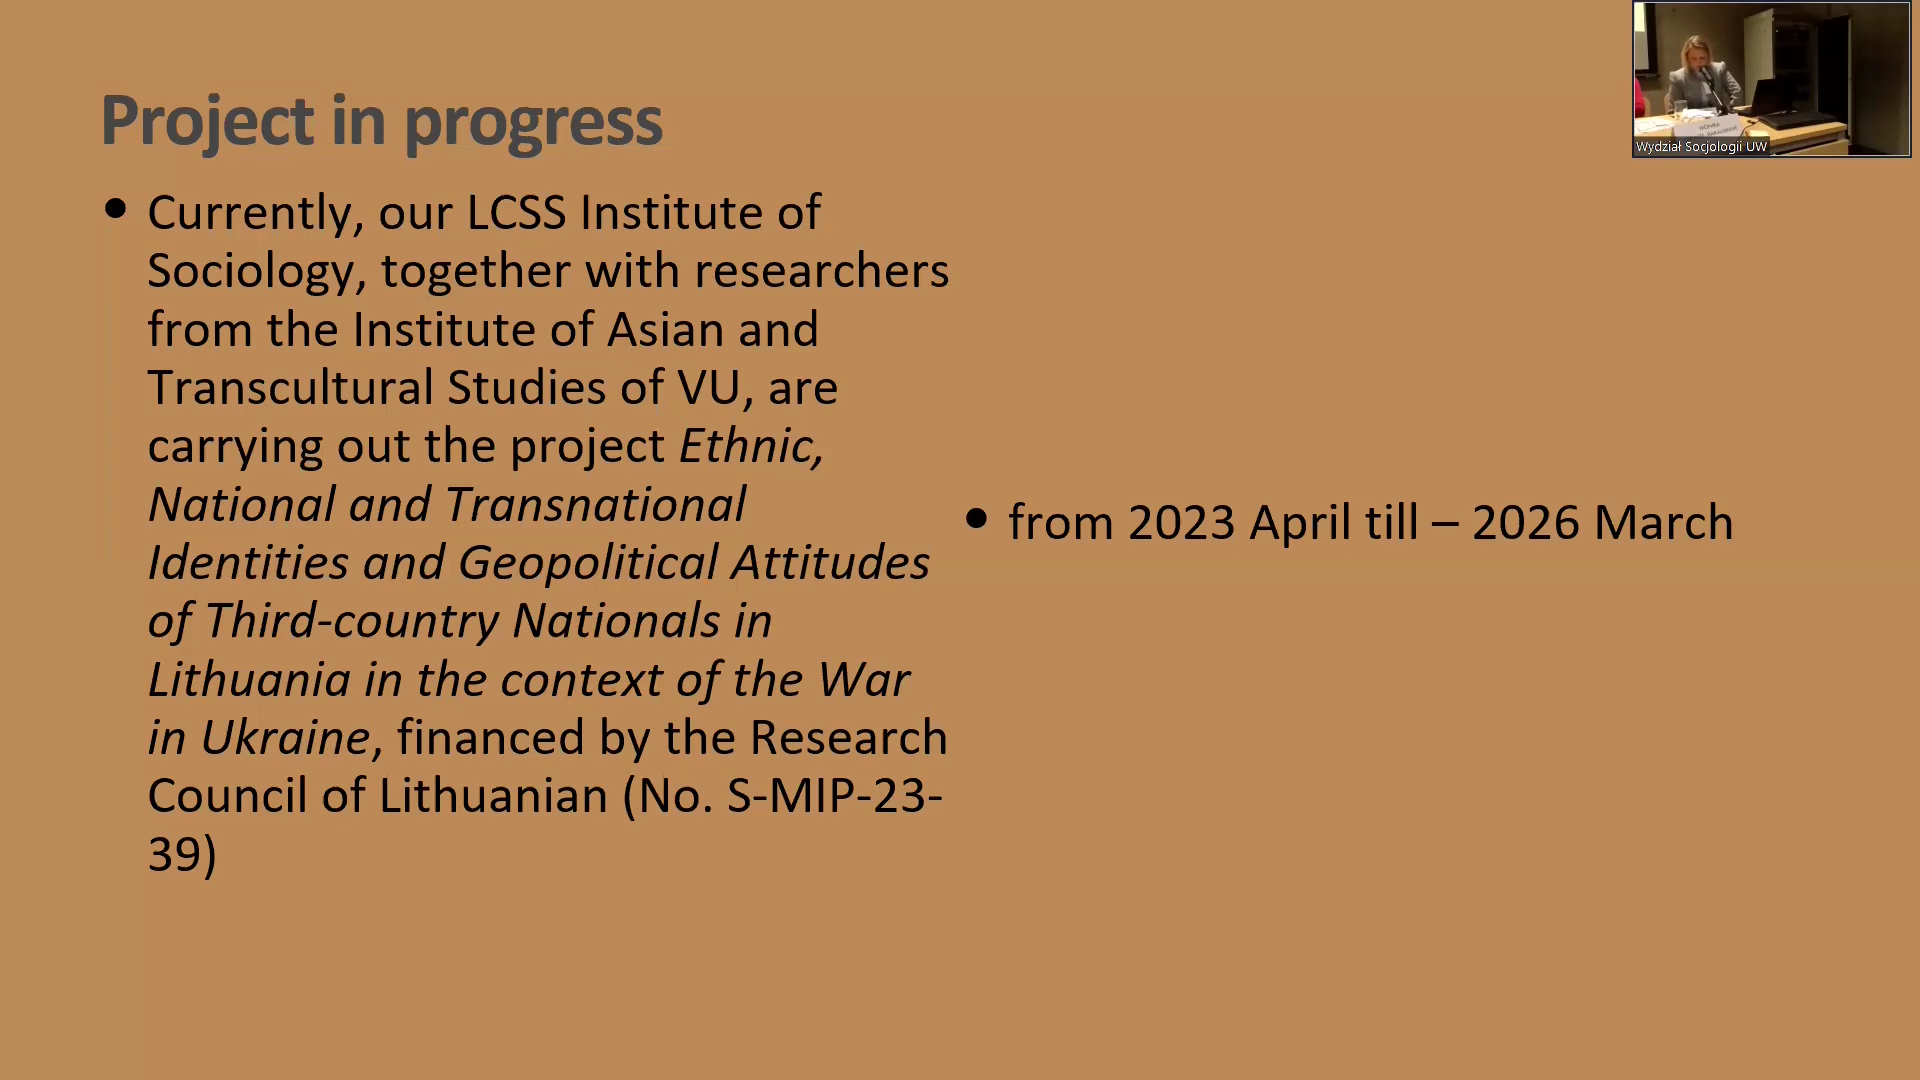 Project in progress
• Currently, our LCSS Institute of
Sociology, together with researchers
from the Institute of Asian and
Transcultural Studies of VU, are
carrying out the project Ethnic,
National and Transnational
Identities and Geopolitical Attitudes
of Third-country Nationals in
Lithuania in the context of the War
in Ukraine, financed by the Research
Council of Lithuanian (No. S-MIP-23-
39)
• from 2023 April till – 2026 March
MONIKA
Wydział Socjologii UW